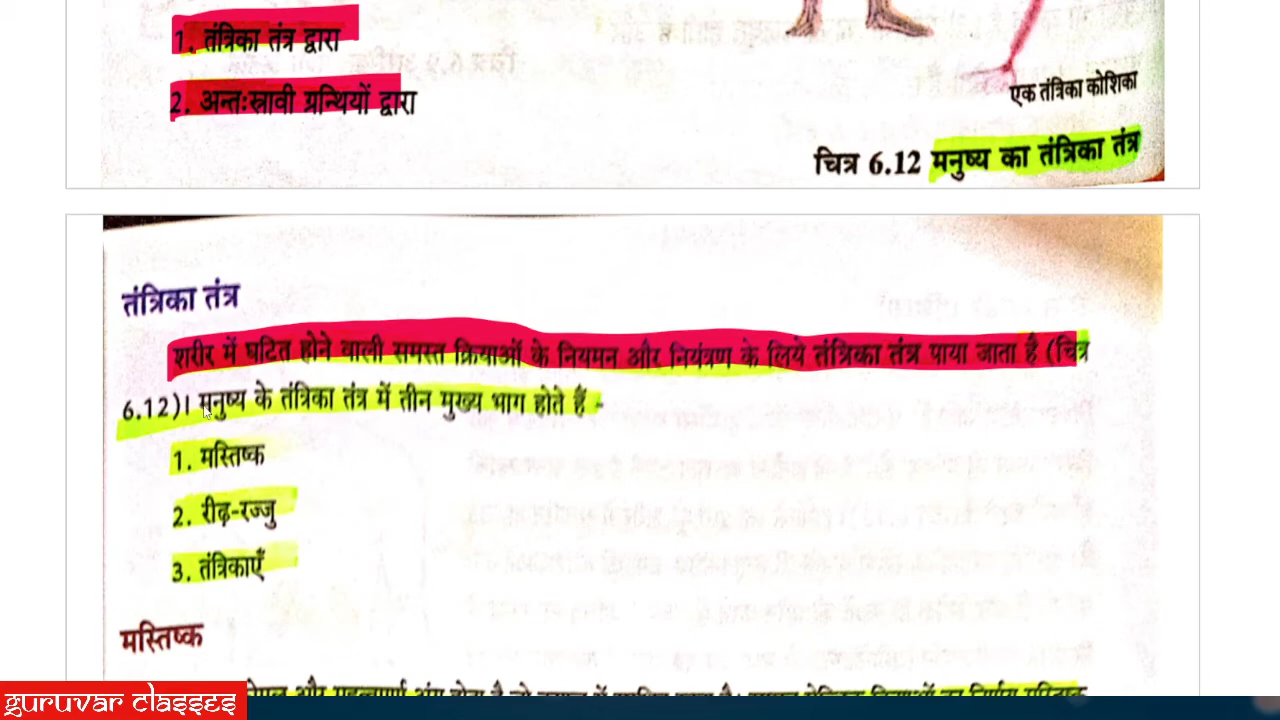 1. तंत्रिका तंत्र द्वारा
2. अन्तःस्रावी ग्रन्थियों द्वारा
एक तंत्रिका कोशिका
चित्र 6.12 मनुष्य का तंत्रिका तंत्र
तंत्रिका तंत्र
शरीर में घटित होने वाली समस्त क्रियाओं के नियमन और नियंत्रण के लिये तंत्रिका तंत्र पाया जाता है (चित्र
6.12)। मनुष्य के तंत्रिका तंत्र में तीन मुख्य भाग होते हैं -
1. मस्तिष्क
2. रीढ़-रज्जु
3. तंत्रिकाएँ
मस्तिष्क
guruvar classes